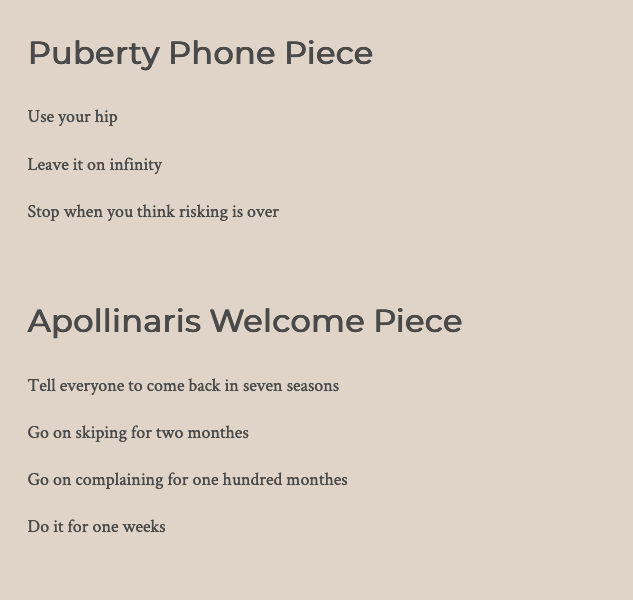 Puberty Phone Piece
Use your hip
Leave it on infinity
Stop when you think risking is over
Apollinaris Welcome Piece
Tell everyone to come back in seven seasons
Go on skiping for two monthes
Go on complaining for one hundred monthes
Do it for one weeks